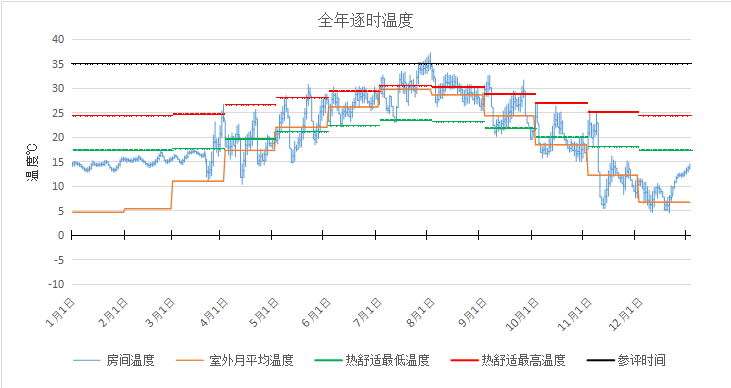 全年逐时温度
温度℃
40
35
30
25
20
15
10
5
0
-5
-10
1月1日
2月1日
3月1日
4月1日
5月1日
6月1日
7月1日
8月1日
9月1日
10月1日
11月1日
12月1日
房间温度
室外月平均温度
热舒适最低温度
热舒适最高温度
参评时间